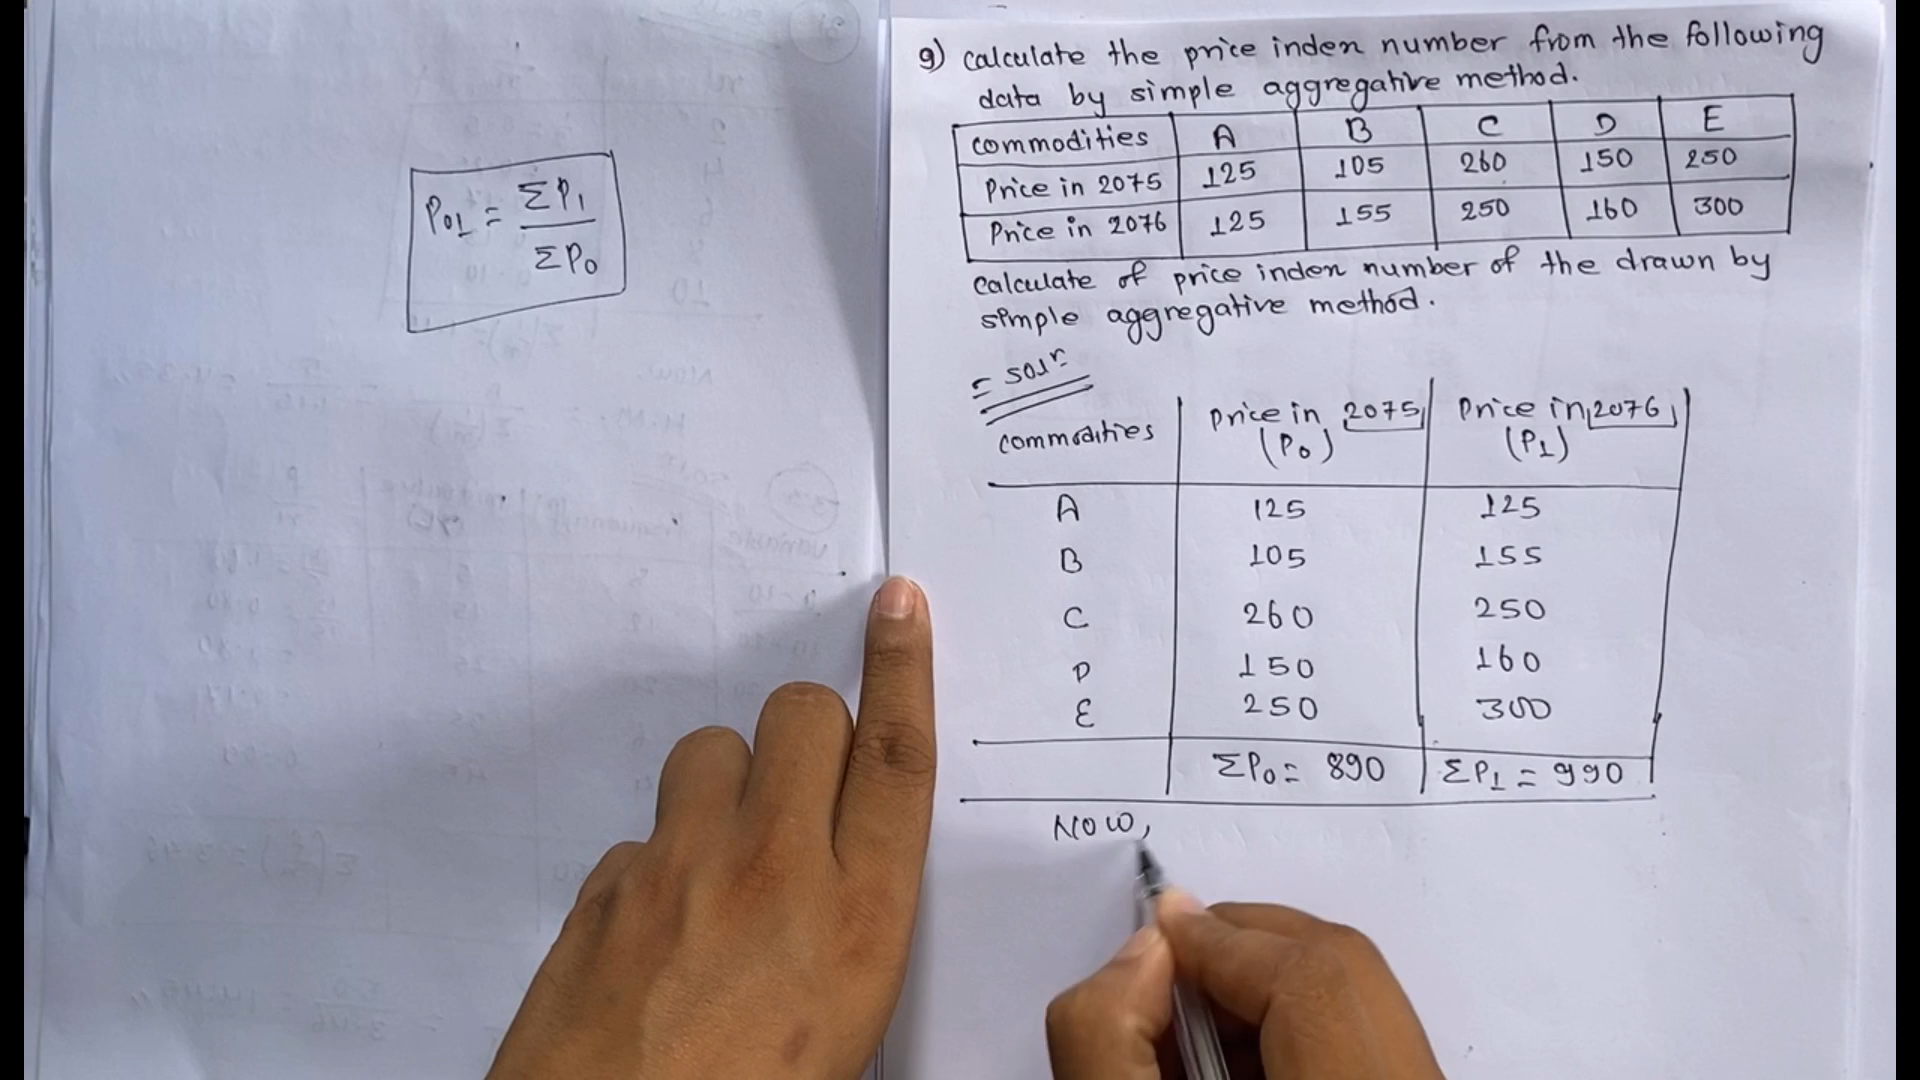 P01 = ΣP1
ΣP0
g) calculate the price inden number from the following
data by simple aggregative method.
commodities A B C D E
Price in 2075 125 105 260 150 250
Price in 2076 125 155 250 160 300
calculate of price inden number of the drawn by
simple aggregative method.
= solⁿ
commodities Price in 2075 (P0) Price in 2076 (P1)
A 125 125
B 105 155
C 260 250
D 150 160
E 250 300
ΣP0 = 890 ΣP1 = 990
Now,